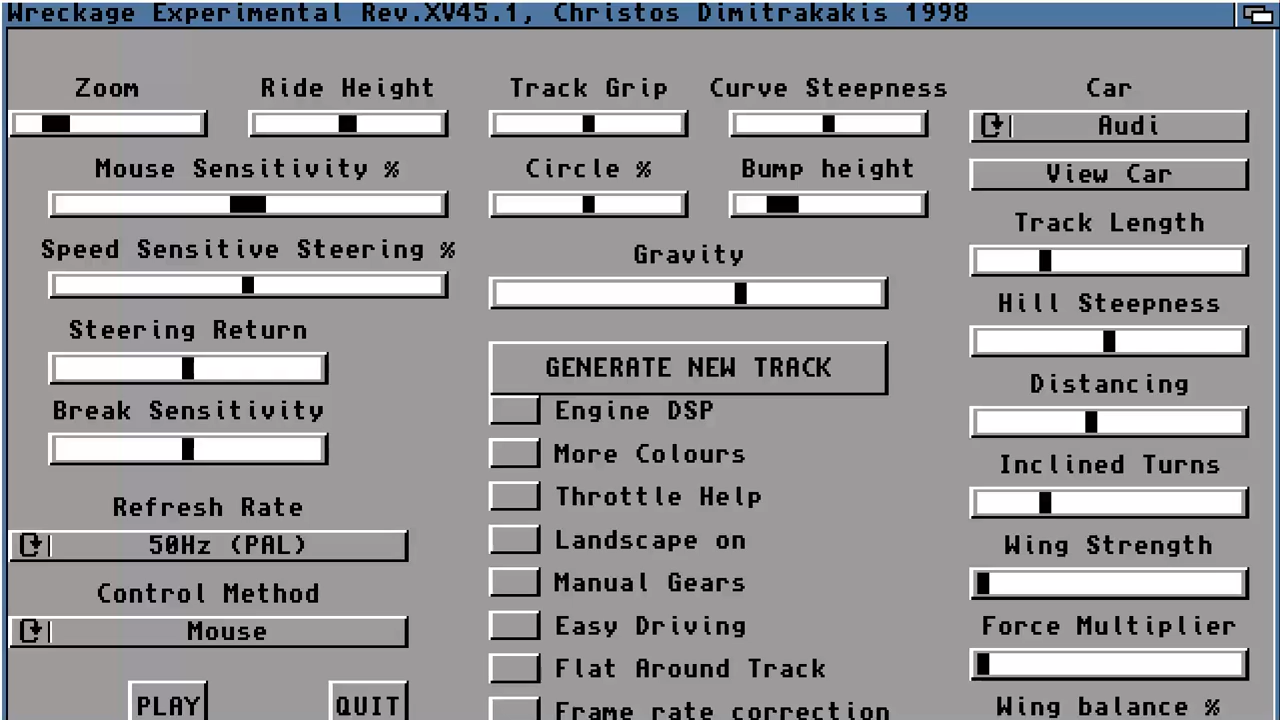 Wreckage Experimental Rev.XV45.1, Christos Dimitrakakis 1998
Zoom
Ride Height
Mouse Sensitivity %
Speed Sensitive Steering %
Steering Return
Break Sensitivity
Refresh Rate
50Hz (PAL)
Control Method
Mouse
PLAY
QUIT
Track Grip
Curve Steepness
Circle %
Bump height
Gravity
GENERATE NEW TRACK
Engine DSP
More Colours
Throttle Help
Landscape on
Manual Gears
Easy Driving
Flat Around Track
Frame rate correction
Car
Audi
View Car
Track Length
Hill Steepness
Distancing
Inclined Turns
Wing Strength
Force Multiplier
Wing balance %